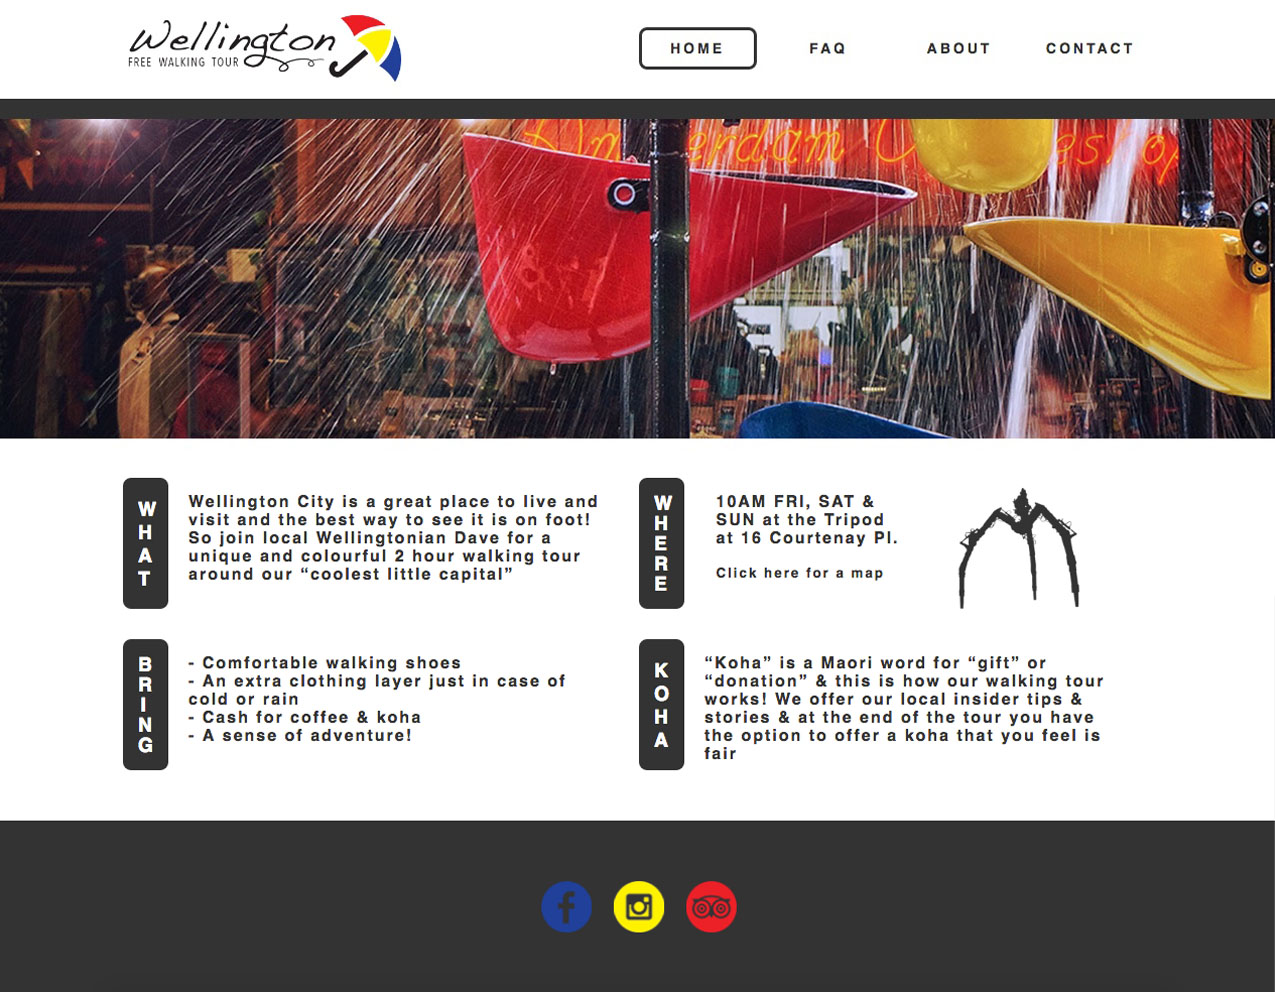 Wellington
FREE WALKING TOUR
HOME
FAQ
ABOUT
CONTACT
WHAT
Wellington City is a great place to live and
visit and the best way to see it is on foot!
So join local Wellingtonian Dave for a
unique and colourful 2 hour walking tour
around our “coolest little capital”
WHERE
10AM FRI, SAT &
SUN at the Tripod
at 16 Courtenay Pl.
Click here for a map
BRING
- Comfortable walking shoes
- An extra clothing layer just in case of
cold or rain
- Cash for coffee & koha
- A sense of adventure!
KOHA
“Koha” is a Maori word for “gift” or
“donation” & this is how our walking tour
works! We offer our local insider tips &
stories & at the end of the tour you have
the option to offer a koha that you feel is
fair